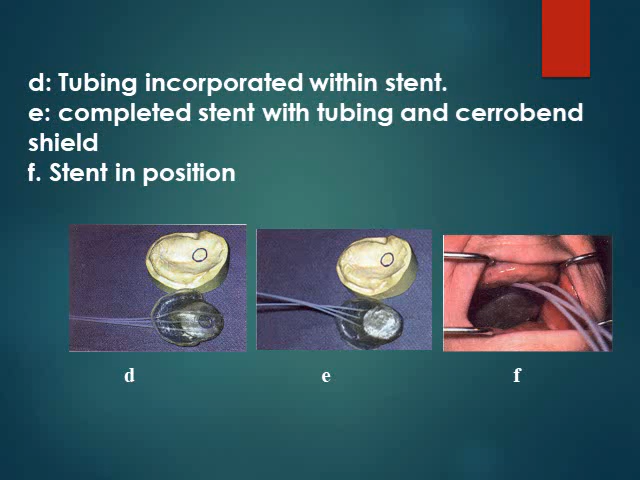 d: Tubing incorporated within stent.
e: completed stent with tubing and cerrobend
shield
f. Stent in position
d
e
f